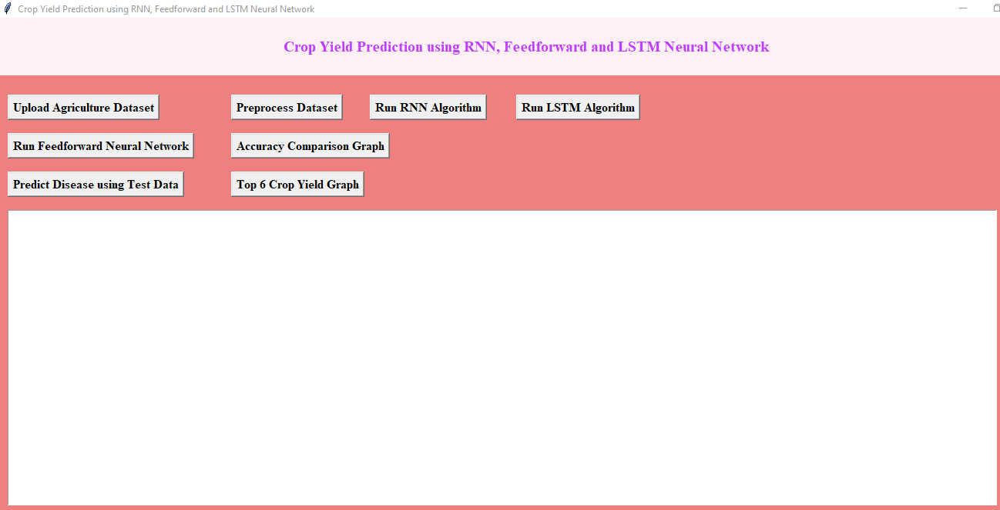 Crop Yield Prediction using RNN, Feedforward and LSTM Neural Network
Crop Yield Prediction using RNN, Feedforward and LSTM Neural Network
Upload Agriculture Dataset
Preprocess Dataset
Run RNN Algorithm
Run LSTM Algorithm
Run Feedforward Neural Network
Accuracy Comparison Graph
Predict Disease using Test Data
Top 6 Crop Yield Graph